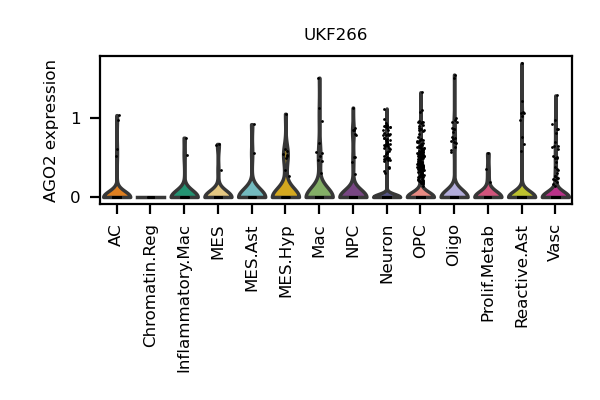 UKF266
AGO2 expression
1
0
AC
Chromatin.Reg
Inflammatory.Mac
MES
MES.Ast
MES.Hyp
Mac
NPC
Neuron
OPC
Oligo
Prolif.Metab
Reactive.Ast
Vasc